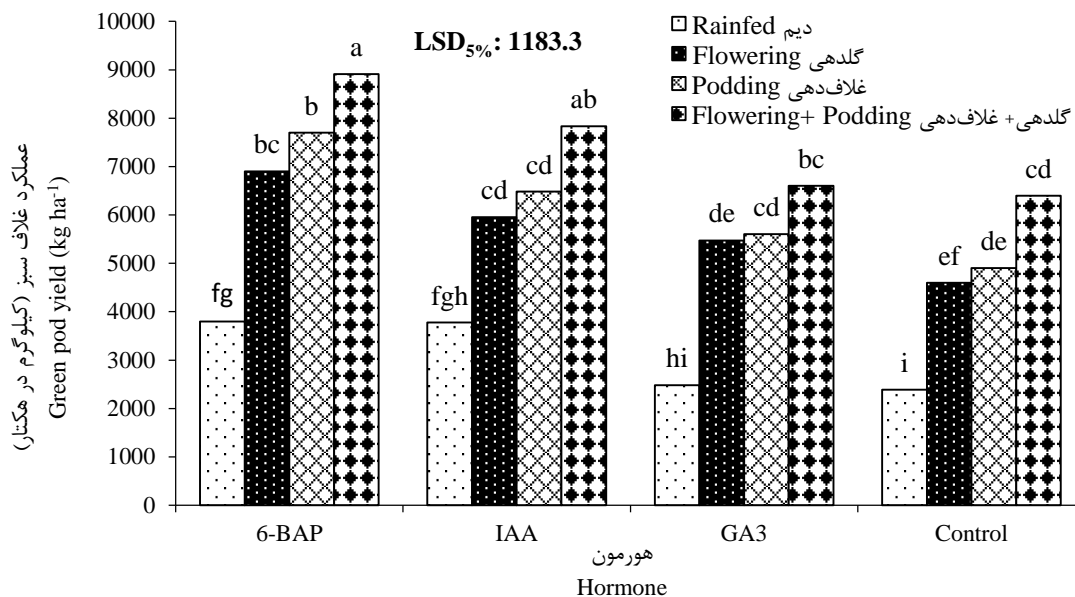 عملکرد غلاف سبز (کیلوگرم در هکتار)
Green pod yield (kg ha-1)
10000
9000
8000
7000
6000
5000
4000
3000
2000
1000
0
LSD5%: 1183.3
Rainfed دیم
Flowering گلدهی
Podding غلاف‌دهی
Flowering+ Podding گلدهی+ غلاف‌دهی
fg
bc
b
a
fgh
cd
cd
ab
hi
de
cd
bc
i
ef
de
cd
6-BAP
IAA
GA3
Control
هورمون
Hormone